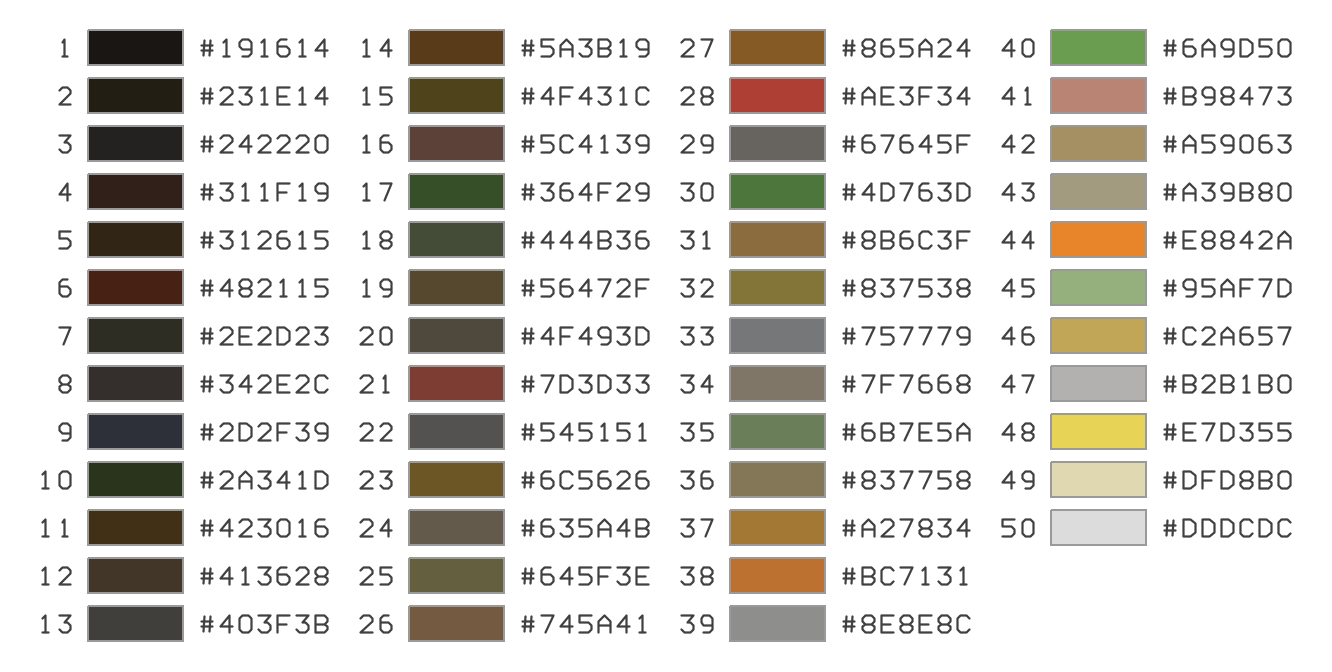 1 #191614 14 #5A3B19 27 #865A24 40 #6A9D50
2 #231E14 15 #4F431C 28 #AE3F34 41 #B98473
3 #242220 16 #5C4139 29 #67645F 42 #A59063
4 #311F19 17 #364F29 30 #4D763D 43 #A39B80
5 #312615 18 #444B36 31 #8B6C3F 44 #E8842A
6 #482115 19 #56472F 32 #837538 45 #95AF7D
7 #2E2D23 20 #4F493D 33 #757779 46 #C2A657
8 #342E2C 21 #7D3D33 34 #7F7668 47 #B2B1B0
9 #2D2F39 22 #545151 35 #6B7E5A 48 #E7D355
10 #2A341D 23 #6C5626 36 #837758 49 #DFD8B0
11 #423016 24 #635A4B 37 #A27834 50 #DDDCDC
12 #413628 25 #645F3E 38 #BC7131
13 #403F3B 26 #745A41 39 #8E8E8C